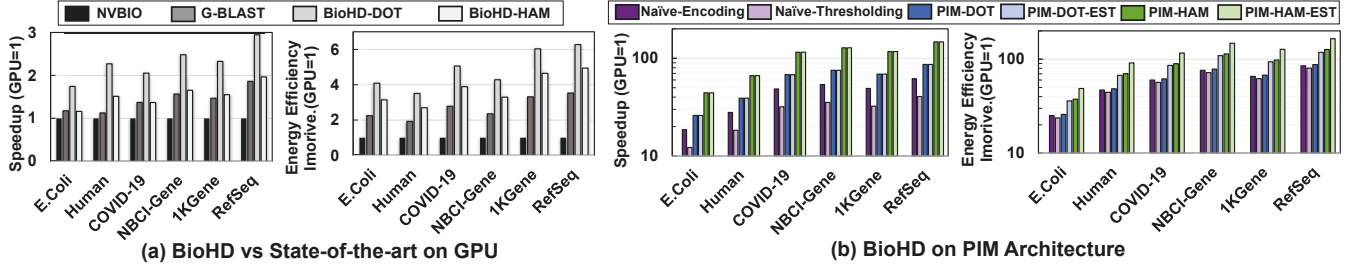 NVBIO G-BLAST BioHD-DOT BioHD-HAM
Speedup (GPU=1)
3
2
1
0
E.Coli
Human
COVID-19
NBCI-Gene
1KGene
RefSeq
Energy Efficiency
Imorive.(GPU=1)
6
4
2
0
E.Coli
Human
COVID-19
NBCI-Gene
1KGene
RefSeq
(a) BioHD vs State-of-the-art on GPU
Naïve-Encoding Naïve-Thresholding PIM-DOT PIM-DOT-EST PIM-HAM PIM-HAM-EST
Speedup (GPU=1)
100
10
E.Coli
Human
COVID-19
NBCI-Gene
1KGene
RefSeq
Energy Efficiency
Imorive.(GPU=1)
100
10
E.Coli
Human
COVID-19
NBCI-Gene
1KGene
RefSeq
(b) BioHD on PIM Architecture